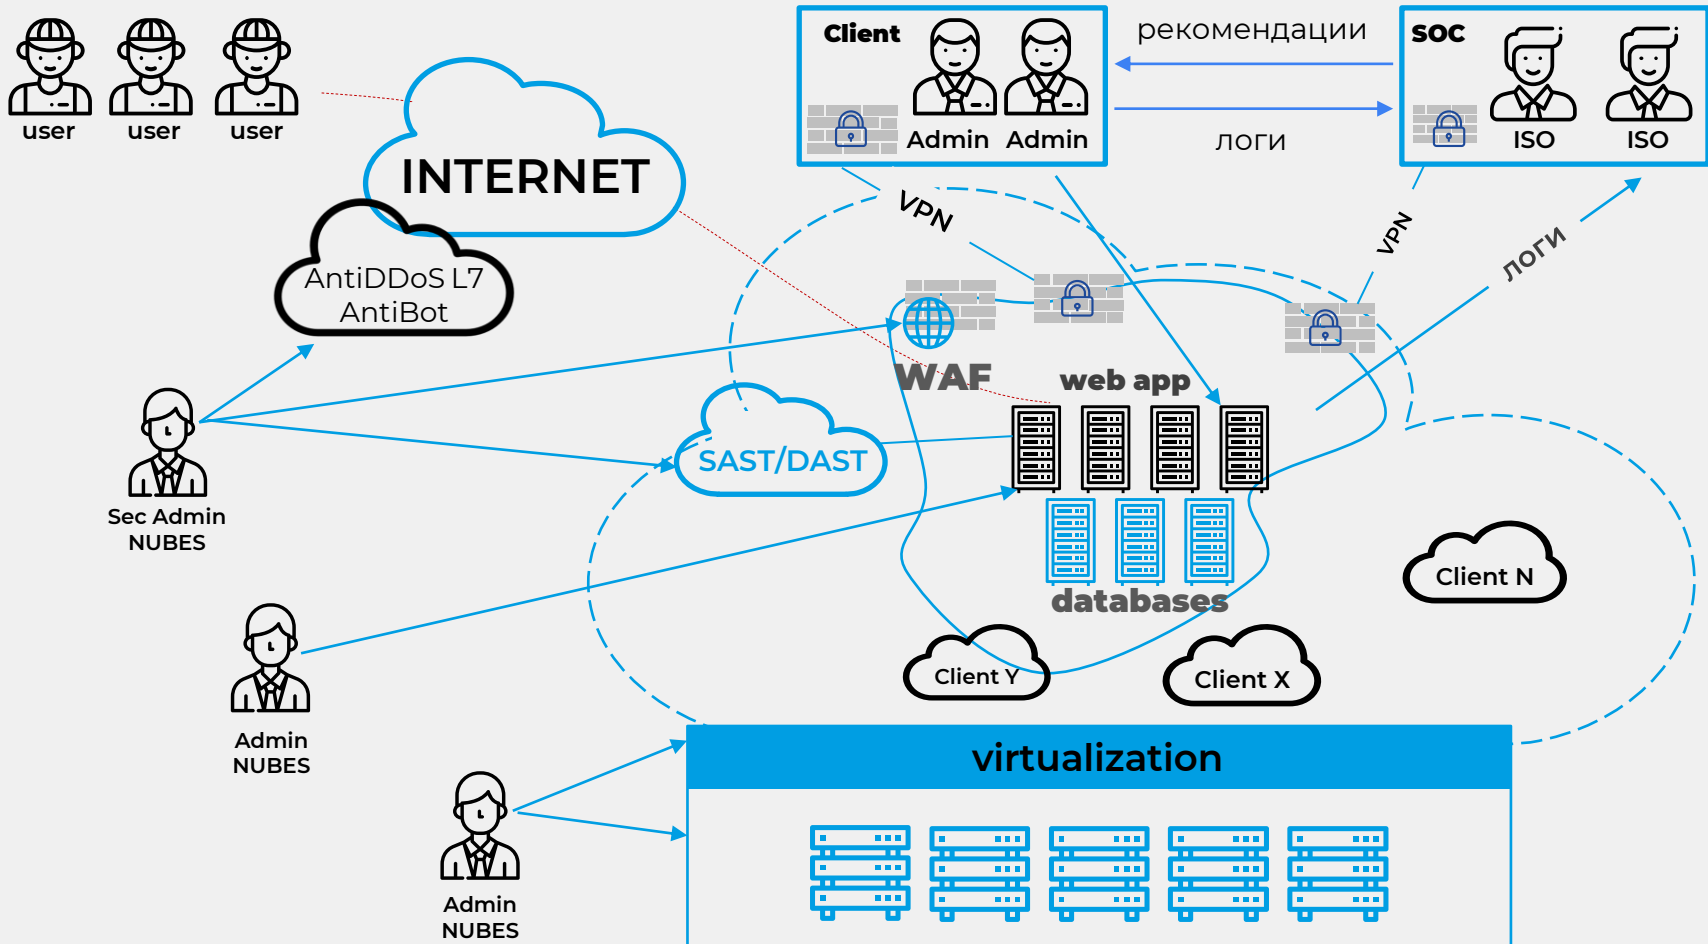 user
user
user
INTERNET
AntiDDoS L7
AntiBot
Client
Admin
Admin
рекомендации
логи
SOC
ISO
ISO
VPN
VPN
логи
WAF
web app
SAST/DAST
databases
Sec Admin
NUBES
Admin
NUBES
Admin
NUBES
Client N
Client Y
Client X
virtualization